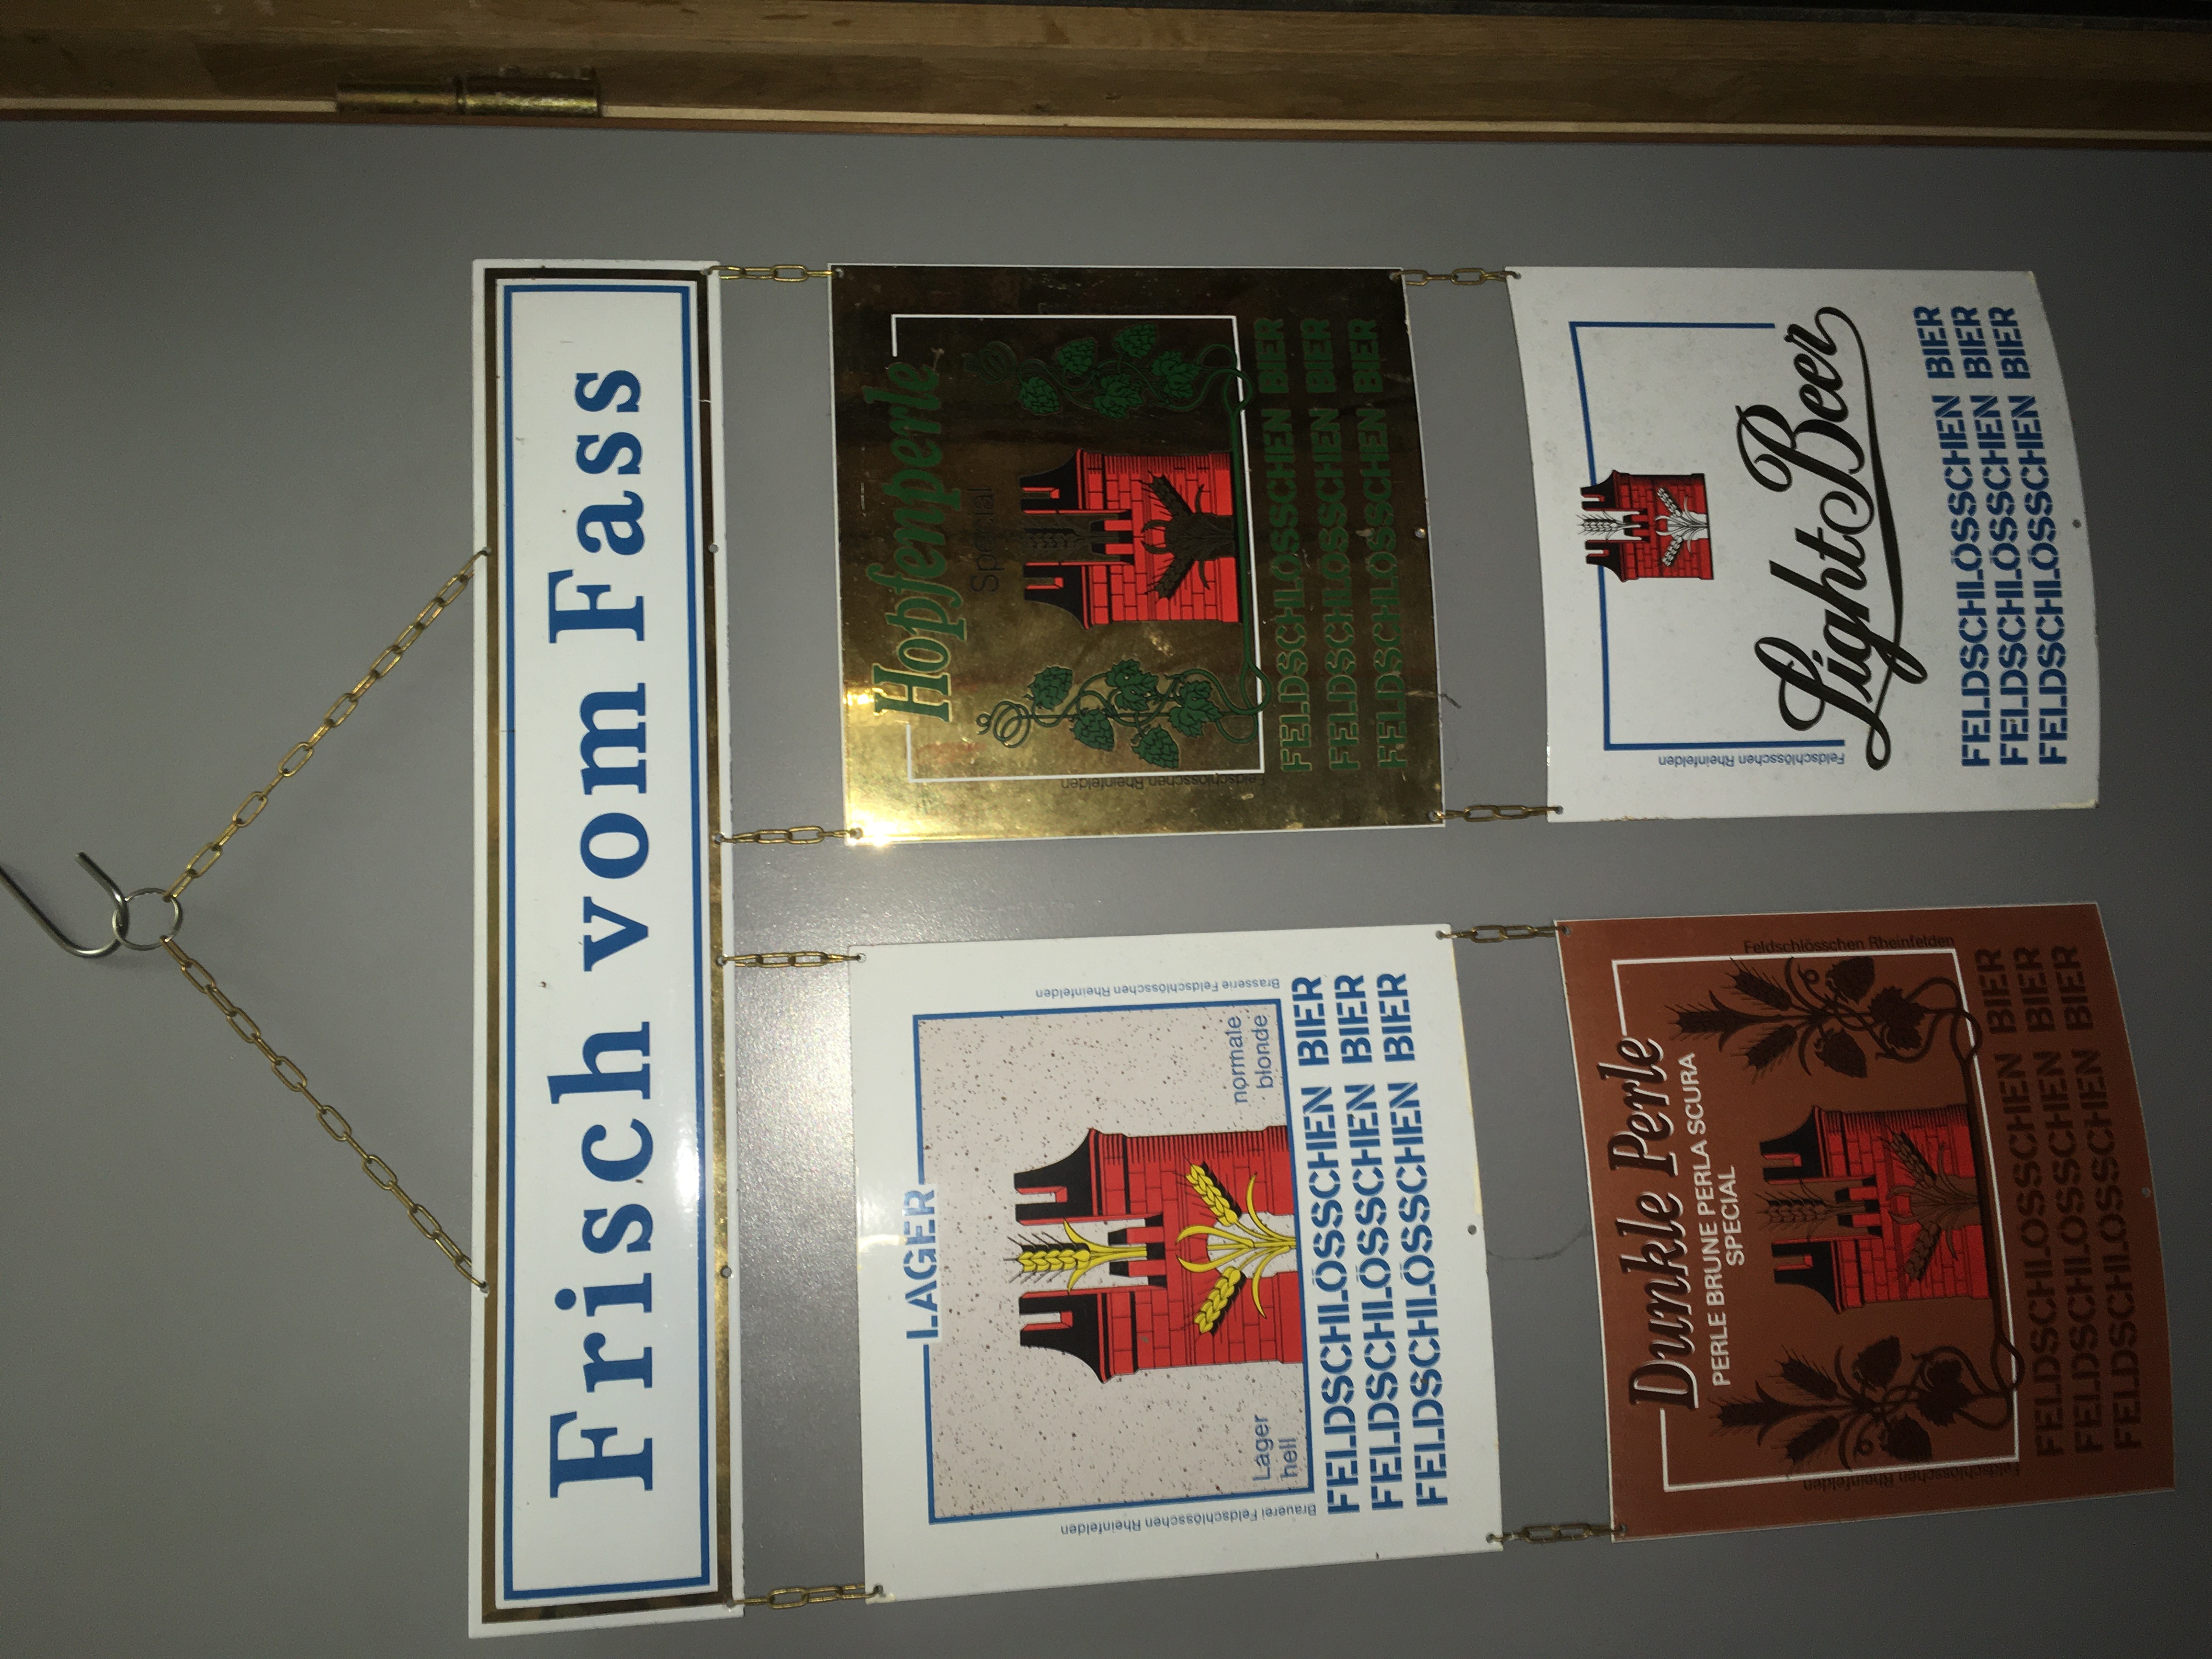 Frisch vom Fass
LAGER
Lager
hell
normale
blonde
Brauerei Feldschlösschen Rheinfelden
Brasserie Feldschlösschen Rheinfelden
FELDSCHLÖSSCHEN BIER
FELDSCHLÖSSCHEN BIER
FELDSCHLÖSSCHEN BIER
Hopfenperle
Spezial
Feldschlösschen Rheinfelden
FELDSCHLÖSSCHEN BIER
FELDSCHLÖSSCHEN BIER
FELDSCHLÖSSCHEN BIER
Dunkle Perle
PERLE BRUNE PERLA SCURA
SPECIAL
Feldschlösschen Rheinfelden
Feldschlösschen Rheinfelden
FELDSCHLÖSSCHEN BIER
FELDSCHLÖSSCHEN BIER
FELDSCHLÖSSCHEN BIER
Light Beer
Feldschlösschen Rheinfelden
FELDSCHLÖSSCHEN BIER
FELDSCHLÖSSCHEN BIER
FELDSCHLÖSSCHEN BIER